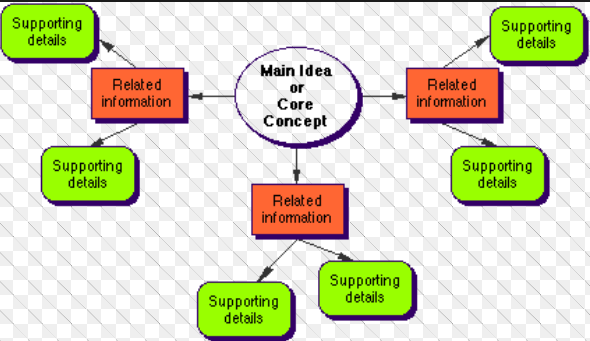 Supporting
details
Supporting
details
Main Idea
or
Core
Concept
Related
information
Related
information
Supporting
details
Supporting
details
Related
information
Supporting
details
Supporting
details